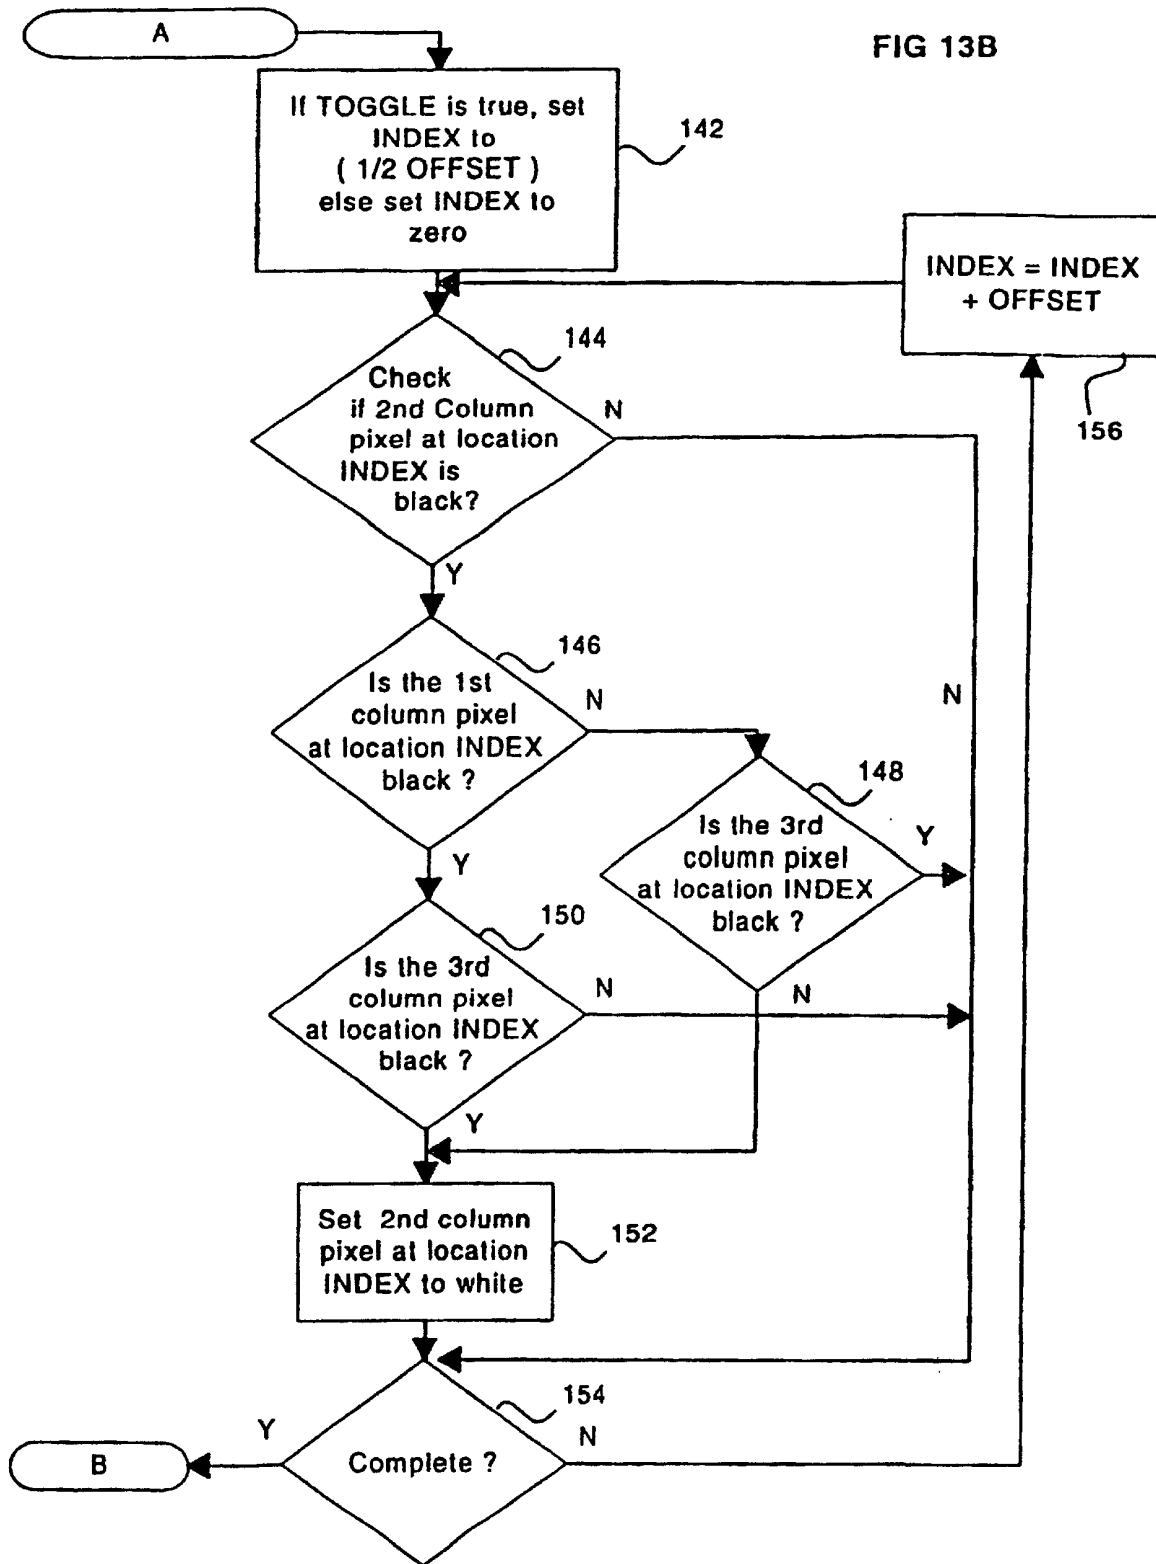 A
FIG 13B
If TOGGLE is true, set
INDEX to
( 1/2 OFFSET )
else set INDEX to
zero
142
INDEX = INDEX
+ OFFSET
156
144
Check
if 2nd Column
pixel at location
INDEX is
black?
N
Y
146
Is the 1st
column pixel
at location INDEX
black ?
N
N
148
Is the 3rd
column pixel
at location INDEX
black ?
Y
Y
150
Is the 3rd
column pixel
at location INDEX
black ?
N
N
Y
Set 2nd column
pixel at location
INDEX to white
152
154
Y
N
Complete ?
B